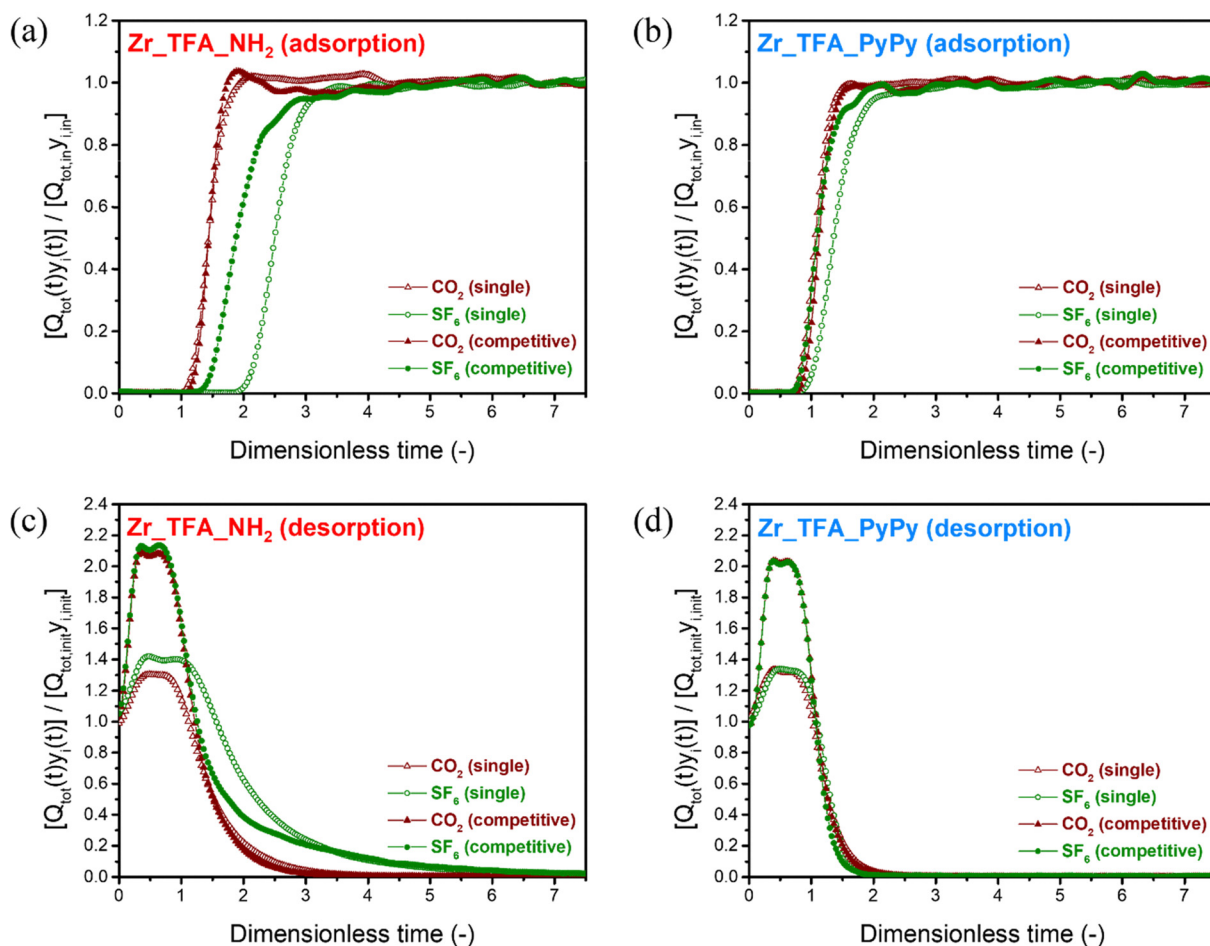 (a)
Zr_TFA_NH2 (adsorption)
[Qtot(t)yi(t)] / [Qtot,inyi,in]
1.2
1.0
0.8
0.6
0.4
0.2
0.0
CO2 (single)
SF6 (single)
CO2 (competitive)
SF6 (competitive)
0 1 2 3 4 5 6 7
Dimensionless time (-)
(b)
Zr_TFA_PyPy (adsorption)
[Qtot(t)yi(t)] / [Qtot,inyi,in]
1.2
1.0
0.8
0.6
0.4
0.2
0.0
CO2 (single)
SF6 (single)
CO2 (competitive)
SF6 (competitive)
0 1 2 3 4 5 6 7
Dimensionless time (-)
(c)
Zr_TFA_NH2 (desorption)
[Qtot(t)yi(t)] / [Qtot,inityi,init]
2.4
2.2
2.0
1.8
1.6
1.4
1.2
1.0
0.8
0.6
0.4
0.2
0.0
CO2 (single)
SF6 (single)
CO2 (competitive)
SF6 (competitive)
0 1 2 3 4 5 6 7
Dimensionless time (-)
(d)
Zr_TFA_PyPy (desorption)
[Qtot(t)yi(t)] / [Qtot,inityi,init]
2.4
2.2
2.0
1.8
1.6
1.4
1.2
1.0
0.8
0.6
0.4
0.2
0.0
CO2 (single)
SF6 (single)
CO2 (competitive)
SF6 (competitive)
0 1 2 3 4 5 6 7
Dimensionless time (-)